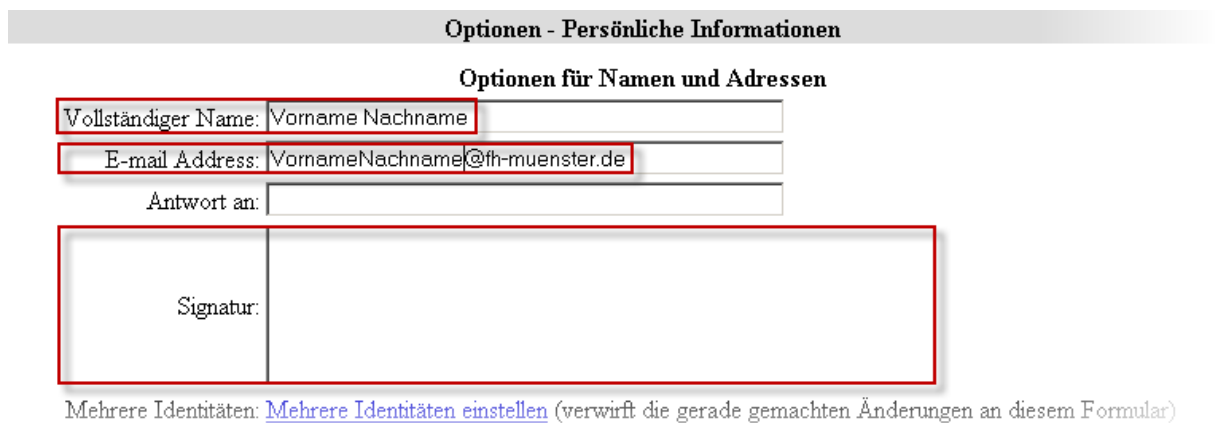 Optionen - Persönliche Informationen
Optionen für Namen und Adressen
Vollständiger Name: Vorname Nachname
E-mail Address: VornameNachname@fh-muenster.de
Antwort an:
Signatur:
Mehrere Identitäten: Mehrere Identitäten einstellen (verwirft die gerade gemachten Änderungen an diesem Formular)